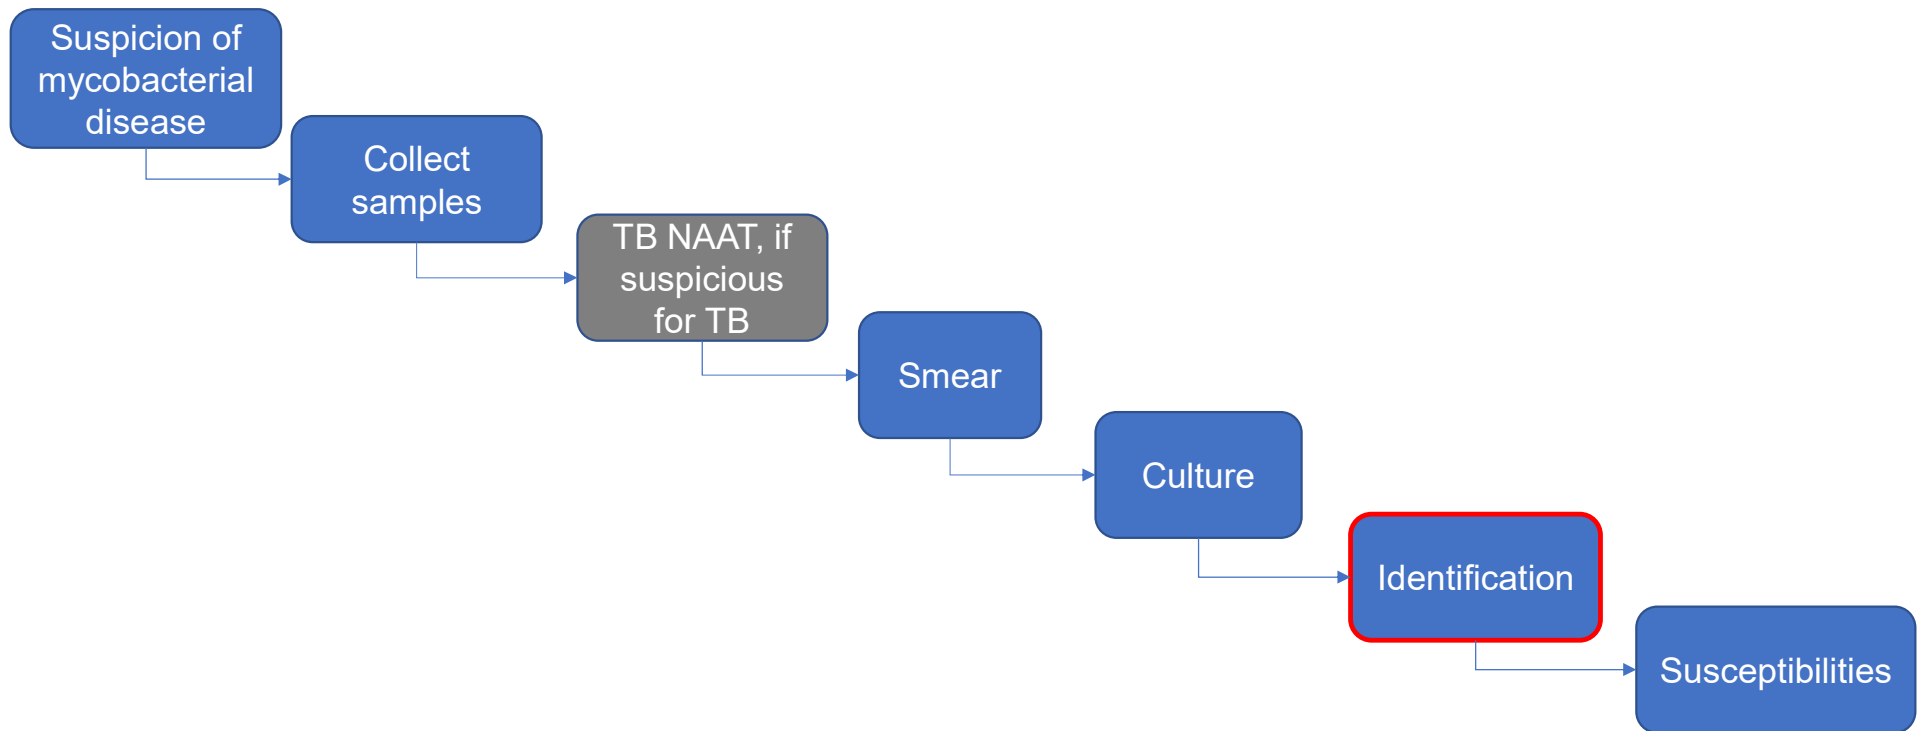 Suspicion of
mycobacterial
disease
Collect
samples
TB NAAT, if
suspicious
for TB
Smear
Culture
Identification
Susceptibilities